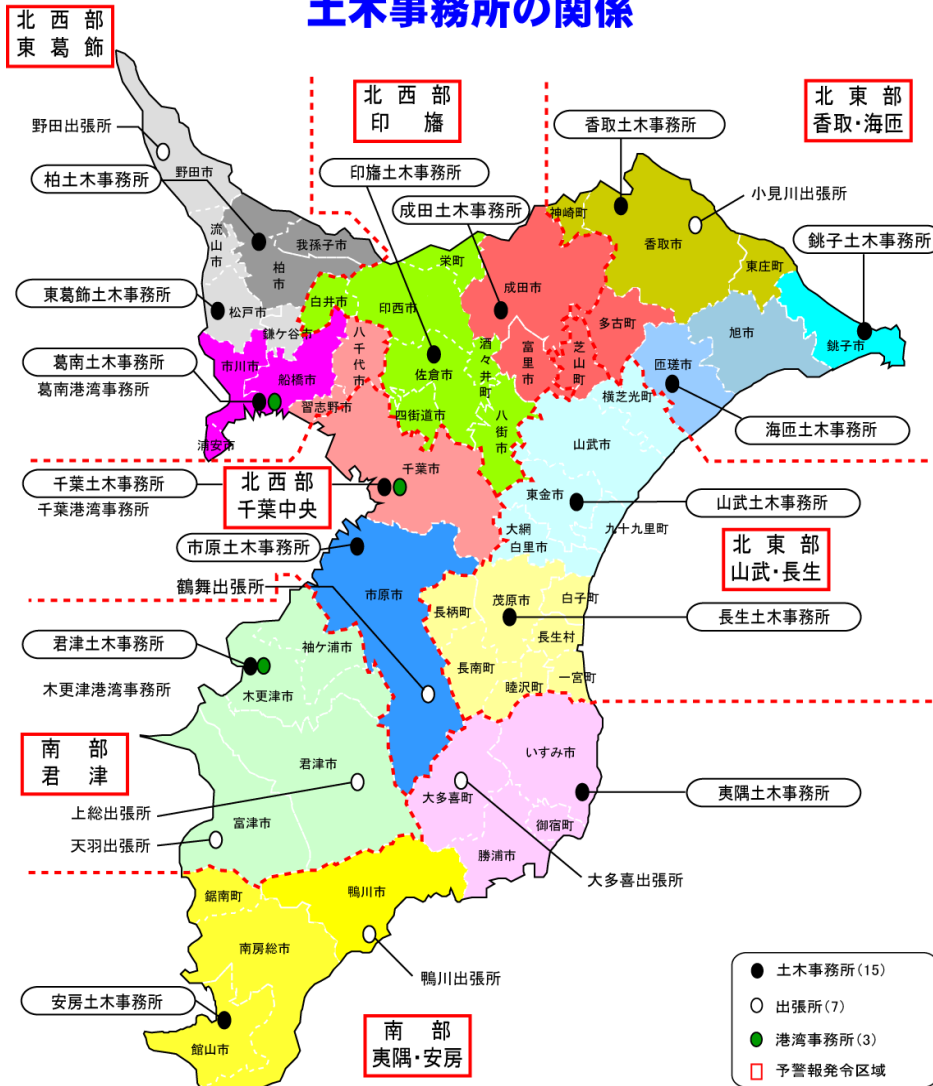 土木事務所の関係
北西部
東葛飾
北西部
印旛
北東部
香取・海匝
野田出張所
香取土木事務所
野田市
印旛土木事務所
柏土木事務所
成田土木事務所
神崎町
小見川出張所
流山市
我孫子市
香取市
銚子土木事務所
柏市
栄町
東庄町
成田市
白井市
印西市
東葛飾土木事務所
松戸市
多古町
旭市
鎌ケ谷市
八千代市
酒々井町
富里市
芝山町
匝瑳市
銚子市
葛南土木事務所
市川市
船橋市
佐倉市
葛南港湾事務所
習志野市
四街道市
八街市
横芝光町
海匝土木事務所
浦安市
山武市
千葉市
千葉土木事務所
北西部
千葉中央
東金市
山武土木事務所
千葉港湾事務所
大網
白里市
九十九里町
市原土木事務所
北東部
山武・長生
鶴舞出張所
市原市
長柄町
茂原市
白子町
君津土木事務所
袖ケ浦市
長生村
長生土木事務所
木更津港湾事務所
木更津市
長南町
睦沢町
一宮町
南部
君津
君津市
いすみ市
上総出張所
大多喜町
夷隅土木事務所
富津市
御宿町
天羽出張所
勝浦市
大多喜出張所
鋸南町
鴨川市
南房総市
鴨川出張所
安房土木事務所
館山市
南部
夷隅・安房
土木事務所(15)
出張所(7)
港湾事務所(3)
予警報発令区域